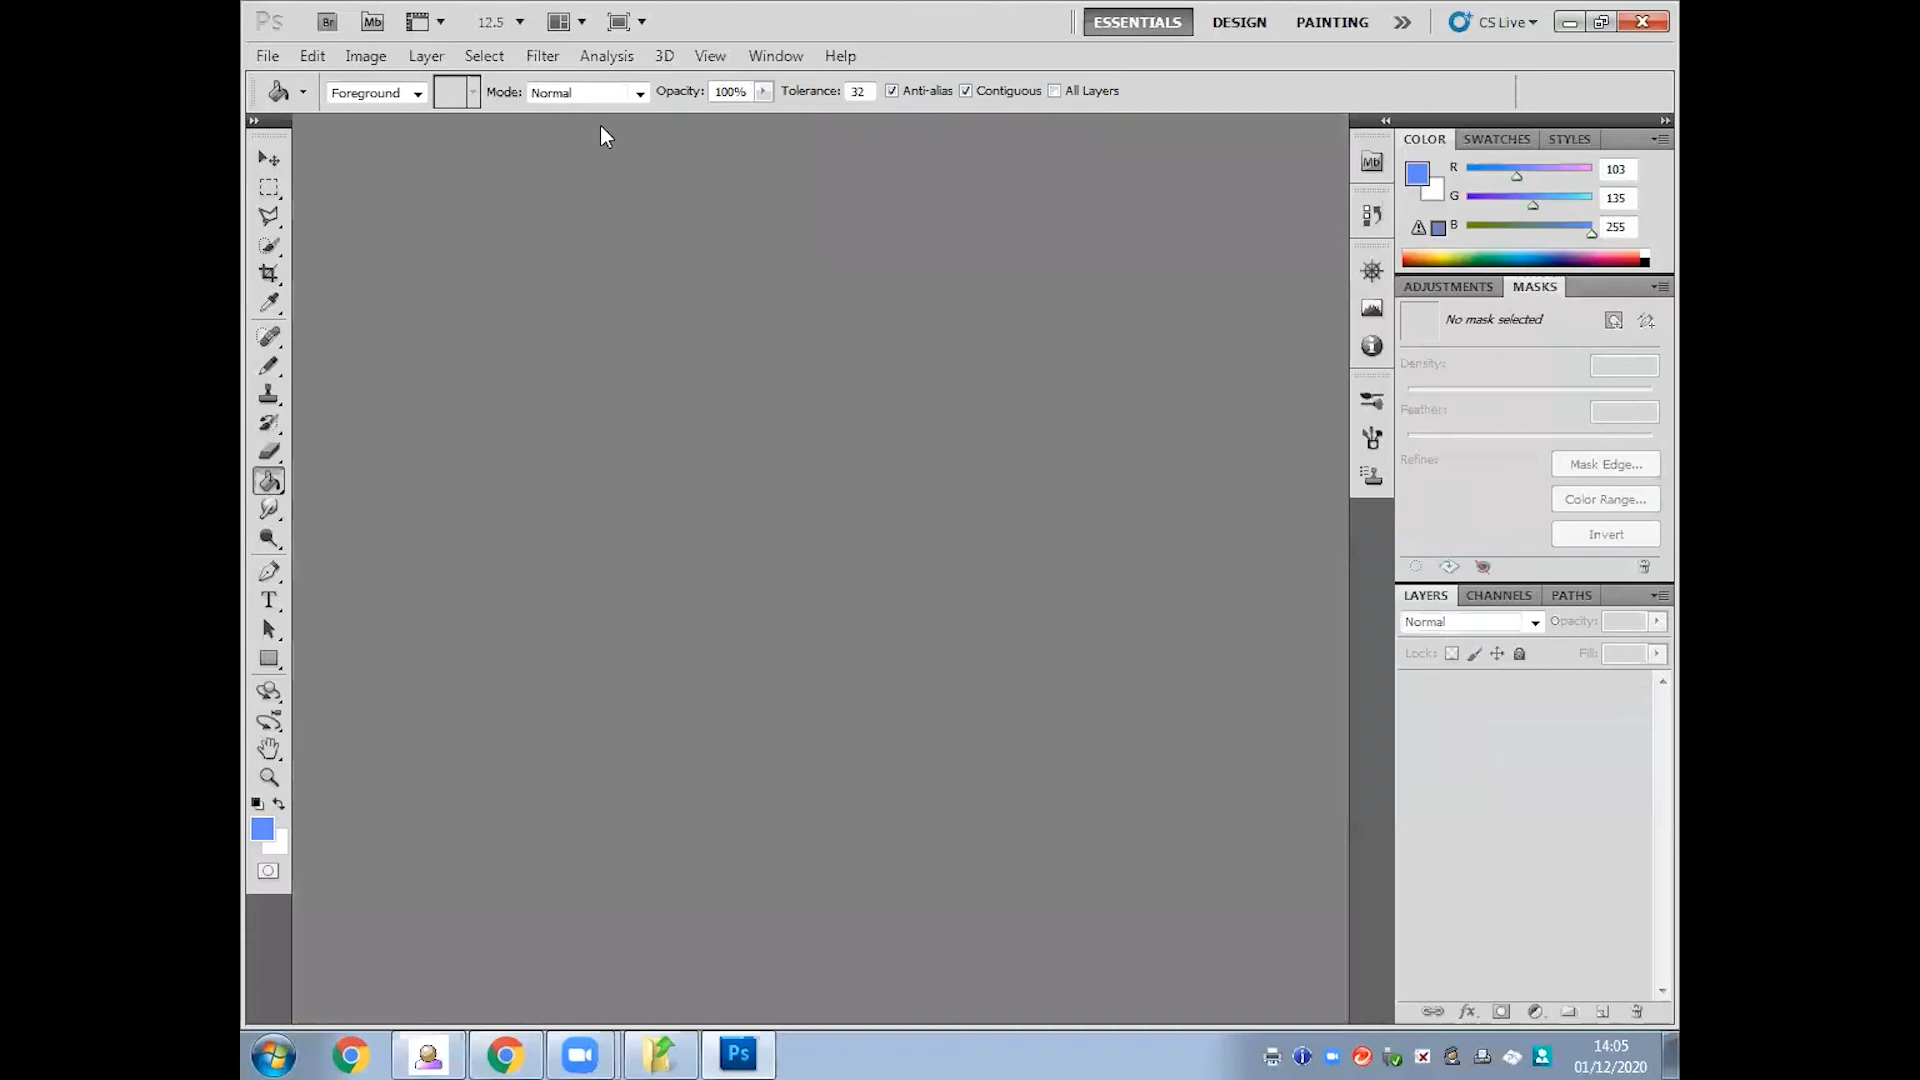 Ps Br Mb 12.5 ESSENTIALS DESIGN PAINTING CS Live
File Edit Image Layer Select Filter Analysis 3D View Window Help
Foreground Mode: Normal Opacity: 100% Tolerance: 32 Anti-alias Contiguous All Layers
COLOR SWATCHES STYLES
Mb
R 103
G 135
B 255
ADJUSTMENTS MASKS
No mask selected
Density:
Feather:
Refine: Mask Edge...
Color Range...
Invert
T
LAYERS CHANNELS PATHS
Normal Opacity:
Lock: Fill:
fx
Ps
14:05
01/12/2020